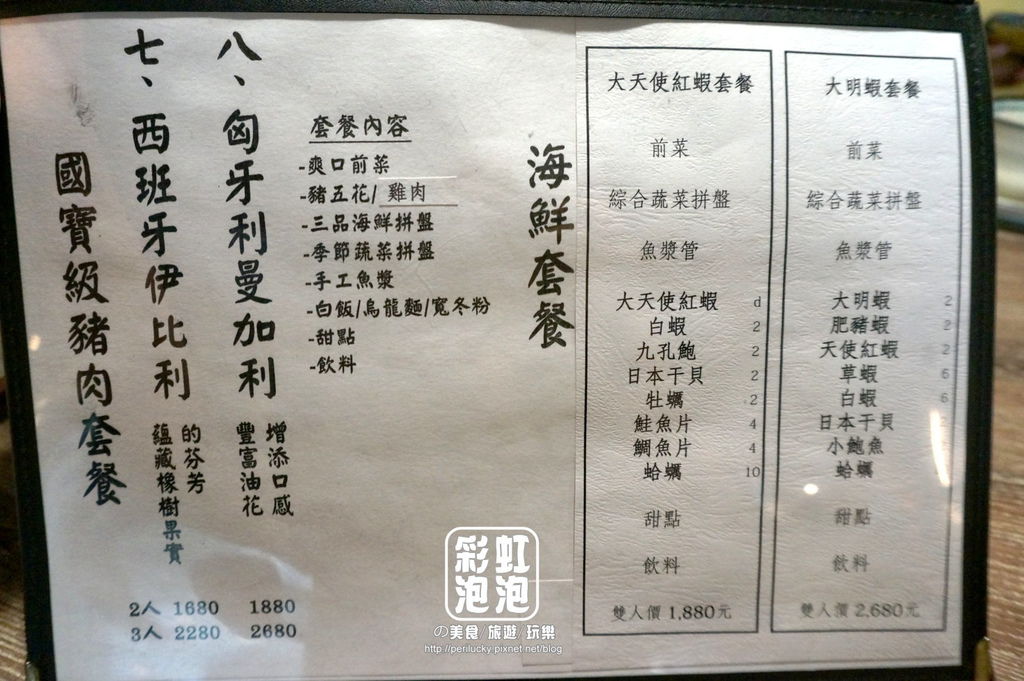 八、匈牙利曼加利
增添口感
豐富油花
七、西班牙伊比利
的芬芳
蘊藏橡樹果實
國寶級豬肉套餐
2人 1680 1880
3人 2280 2680
套餐內容
-爽口前菜
-豬五花/雞肉
-三品海鮮拼盤
-季節蔬菜拼盤
-手工魚漿
-白飯/烏龍麵/寬冬粉
-甜點
-飲料
海鮮套餐
大天使紅蝦套餐
前菜
綜合蔬菜拼盤
魚漿管
大天使紅蝦 d
白蝦 2
九孔鮑 2
日本干貝 2
牡蠣 2
鮭魚片 4
鯛魚片 4
蛤蠣 10
甜點
飲料
雙人價 1,880元
大明蝦套餐
前菜
綜合蔬菜拼盤
魚漿管
大明蝦 2
肥豬蝦 2
天使紅蝦 2
草蝦 6
白蝦 6
日本干貝 2
小鮑魚
蛤蠣
甜點
飲料
雙人價 2,680元
彩虹
泡泡
の美食/旅遊/玩樂
http://perilucky.pixnet.net/blog